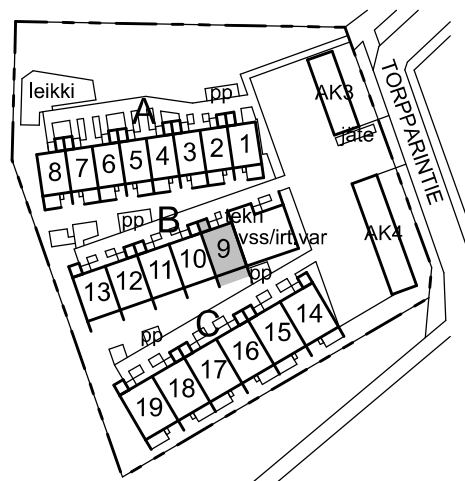 leikki
pp
A
AK3
TORPPARINTIE
jäte
8 7 6 5 4 3 2 1
pp
B
tekn
vss/irt.var
AK4
13 12 11 10 9
pp
pp
C
19 18 17 16 15 14